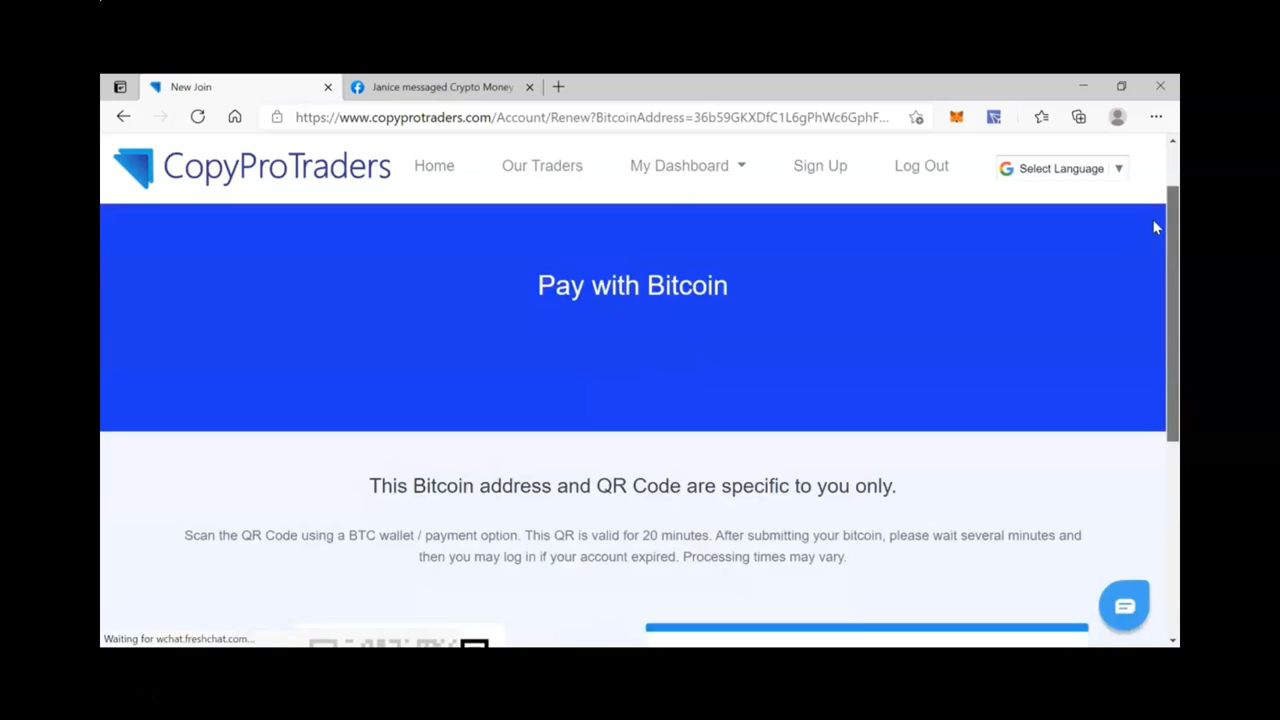 New Join
Janice messaged Crypto Money
https://www.copyprotraders.com/Account/Renew?BitcoinAddress=36b59GKXDfC1L6gPhWc6GphF...
CopyProTraders
Home
Our Traders
My Dashboard
Sign Up
Log Out
Select Language
Pay with Bitcoin
This Bitcoin address and QR Code are specific to you only.
Scan the QR Code using a BTC wallet / payment option. This QR is valid for 20 minutes. After submitting your bitcoin, please wait several minutes and
then you may log in if your account expired. Processing times may vary.
Waiting for wchat.freshchat.com...